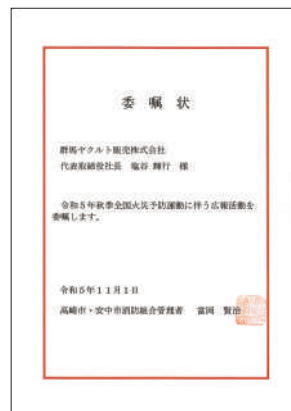 委嘱状
群馬ヤクルト販売株式会社
代表取締役社長 塩谷 輝行 様
令和5年秋季全国火災予防運動に伴う広報活動を
委嘱します。
令和5年11月1日
高崎市・安中市消防組合管理者 富岡 賢治